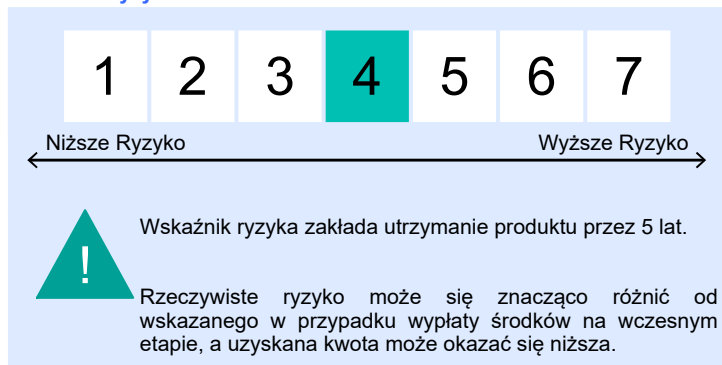 1 2 3 4 5 6 7
Niższe Ryzyko Wyższe Ryzyko
Wskaźnik ryzyka zakłada utrzymanie produktu przez 5 lat.
!
Rzeczywiste ryzyko może się znacząco różnić od
wskazanego w przypadku wypłaty środków na wczesnym
etapie, a uzyskana kwota może okazać się niższa.